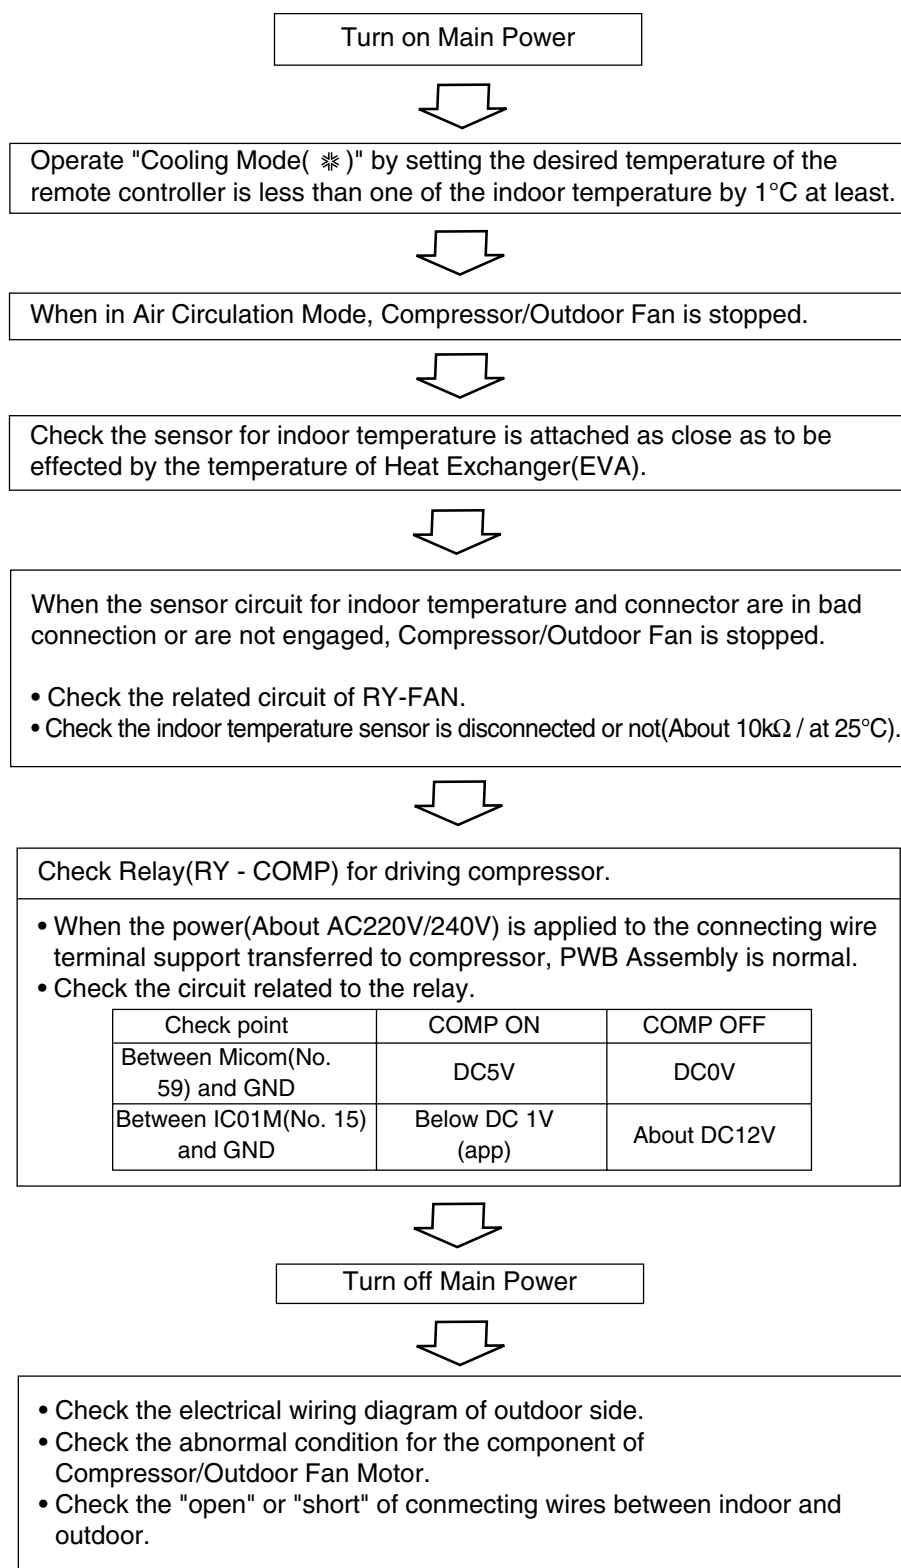 Turn on Main Power
Operate "Cooling Mode( ❋ )" by setting the desired temperature of the
remote controller is less than one of the indoor temperature by 1°C at least.
When in Air Circulation Mode, Compressor/Outdoor Fan is stopped.
Check the sensor for indoor temperature is attached as close as to be
effected by the temperature of Heat Exchanger(EVA).
When the sensor circuit for indoor temperature and connector are in bad
connection or are not engaged, Compressor/Outdoor Fan is stopped.
• Check the related circuit of RY-FAN.
• Check the indoor temperature sensor is disconnected or not(About 10kΩ / at 25°C).
Check Relay(RY - COMP) for driving compressor.
• When the power(About AC220V/240V) is applied to the connecting wire
terminal support transferred to compressor, PWB Assembly is normal.
• Check the circuit related to the relay.
Check point COMP ON COMP OFF
Between Micom(No.
59) and GND DC5V DC0V
Between IC01M(No. 15)
and GND Below DC 1V
(app) About DC12V
Turn off Main Power
• Check the electrical wiring diagram of outdoor side.
• Check the abnormal condition for the component of
Compressor/Outdoor Fan Motor.
• Check the "open" or "short" of conmecting wires between indoor and
outdoor.